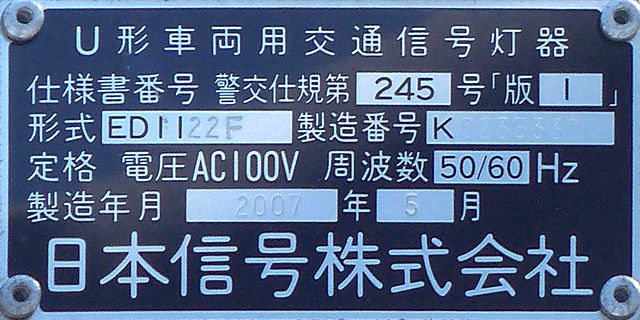 U形車両用交通信号灯器
仕様書番号 警交仕規第 245 号「版 1 」
形式 ED1122F 製造番号 K
定格 電圧AC100V 周波数 50/60 Hz
製造年月 2007 年 5 月
日本信号株式会社